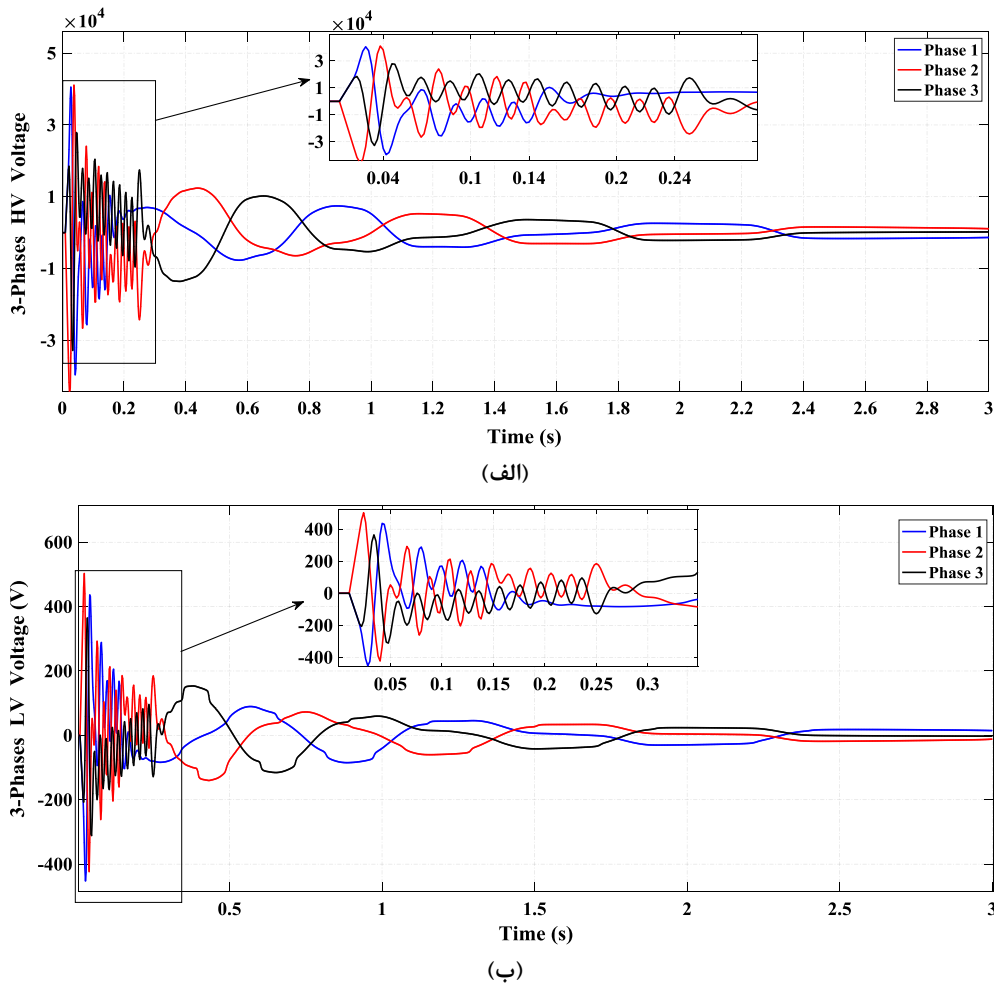 ×10⁴
×10⁴
5
3
1
-1
-3
3-Phases HV Voltage
3
1
-1
-3
0.04 0.1 0.14 0.2 0.24
Phase 1
Phase 2
Phase 3
0 0.2 0.4 0.6 0.8 1 1.2 1.4 1.6 1.8 2 2.2 2.4 2.6 2.8 3
Time (s)
(الف)
600
400
200
0
-200
-400
3-Phases LV Voltage (V)
400
200
0
-200
-400
0.05 0.1 0.15 0.2 0.25 0.3
Phase 1
Phase 2
Phase 3
0.5 1 1.5 2 2.5 3
Time (s)
(ب)